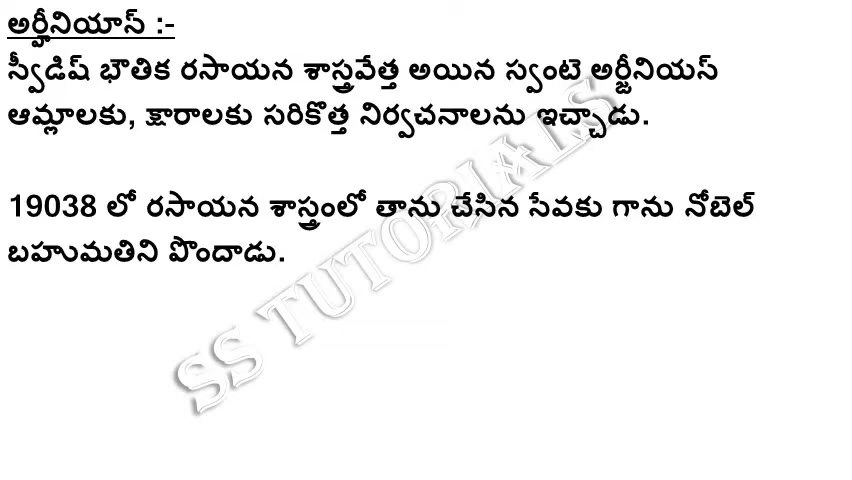 అర్హీనియాస్ :-
స్వీడిష్ భౌతిక రసాయన శాస్త్రవేత్త అయిన స్వంటె అర్జీనియస్
ఆమ్లాలకు, క్షారాలకు సరికొత్త నిర్వచనాలను ఇచ్చాడు.
19038 లో రసాయన శాస్త్రంలో తాను చేసిన సేవకు గాను నోబెల్
బహుమతిని పొందాడు.
SS TUTORIALS